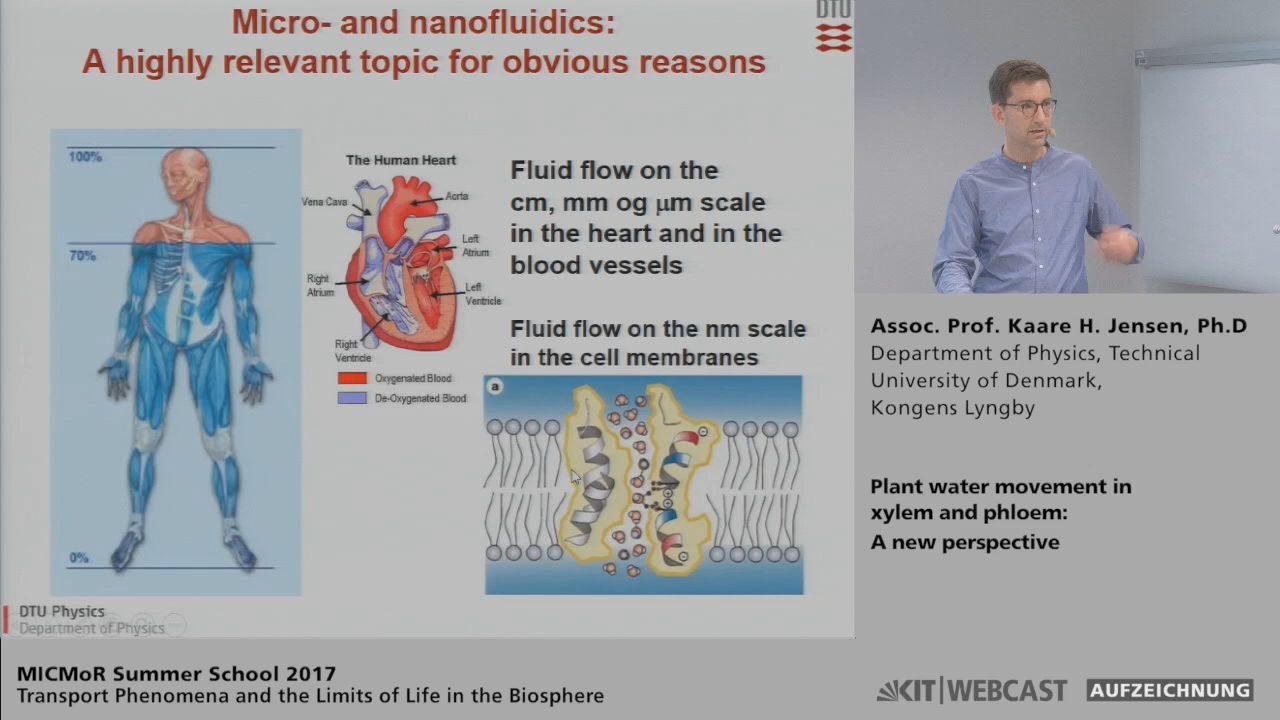 Micro- and nanofluidics:
A highly relevant topic for obvious reasons
DTU
100%
70%
0%
The Human Heart
Vena Cava
Aorta
Left
Atrium
Right
Atrium
Left
Ventricle
Right
Ventricle
Oxygenated Blood
De-Oxygenated Blood
Fluid flow on the
cm, mm og µm scale
in the heart and in the
blood vessels
Fluid flow on the nm scale
in the cell membranes
a
DTU Physics
Department of Physics
Assoc. Prof. Kaare H. Jensen, Ph.D
Department of Physics, Technical
University of Denmark,
Kongens Lyngby
Plant water movement in
xylem and phloem:
A new perspective
MICMoR Summer School 2017
Transport Phenomena and the Limits of Life in the Biosphere
KIT|WEBCAST
AUFZEICHNUNG